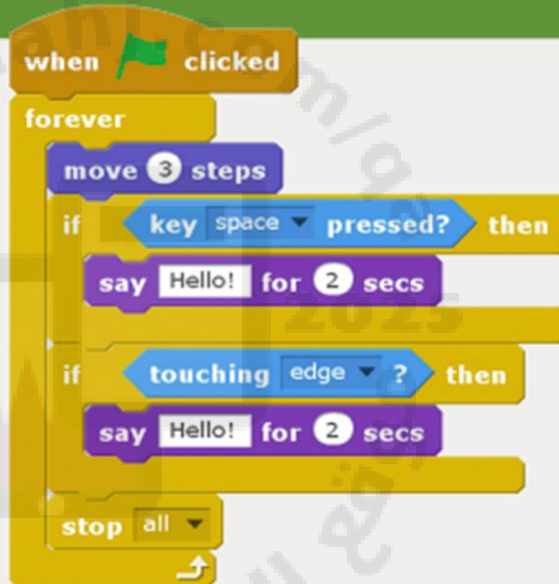 when clicked
forever
move 3 steps
if key space pressed? then
say Hello! for 2 secs
if touching edge ? then
say Hello! for 2 secs
stop all
2025